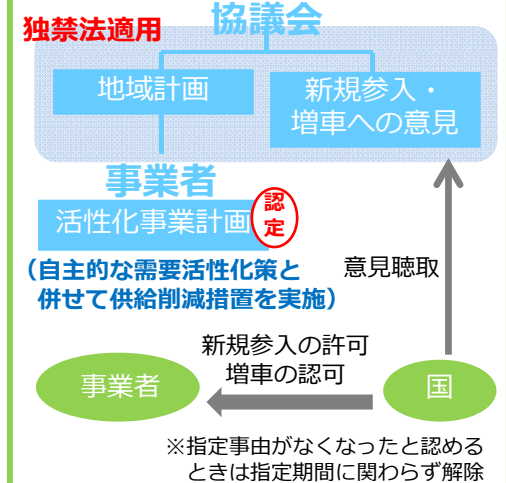 独禁法適用
協議会
地域計画
新規参入・
増車への意見
事業者
活性化事業計画
認
定
（自主的な需要活性化策と
併せて供給削減措置を実施）
意見聴取
新規参入の許可
増車の認可
事業者
国
※指定事由がなくなったと認める
ときは指定期間に関わらず解除